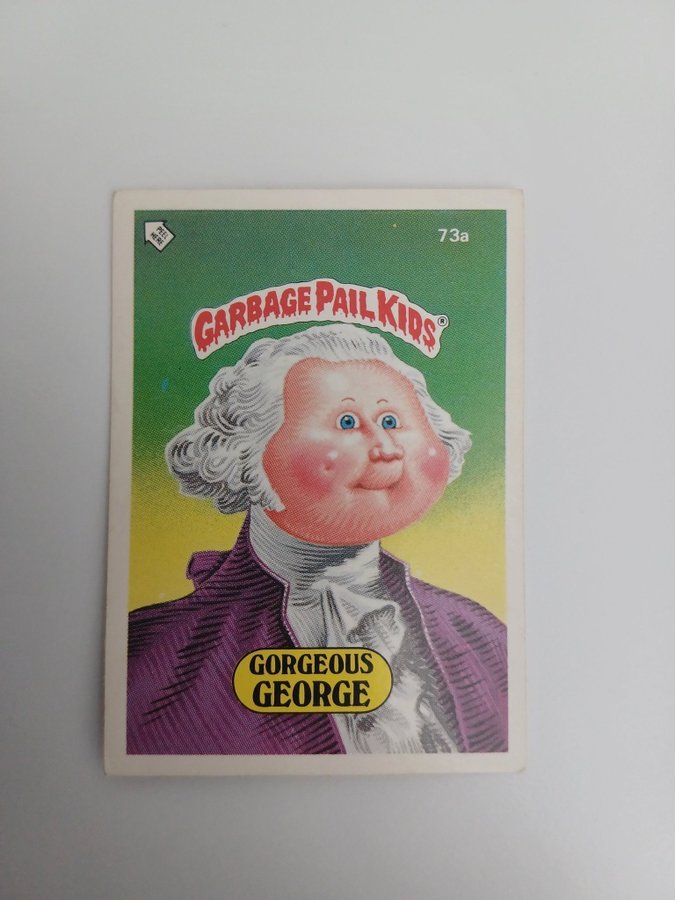 PEEL
HERE
73a
GARBAGE PAIL KIDS®
GORGEOUS
GEORGE